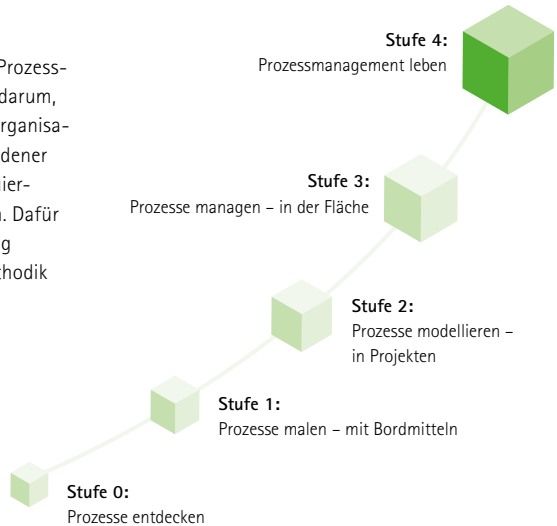 Prozess-
darum,
rganisa-
dener
ier-
. Dafür
g
thodik
Stufe 4:
Prozessmanagement leben
Stufe 3:
Prozesse managen – in der Fläche
Stufe 2:
Prozesse modellieren –
in Projekten
Stufe 1:
Prozesse malen – mit Bordmitteln
Stufe 0:
Prozesse entdecken